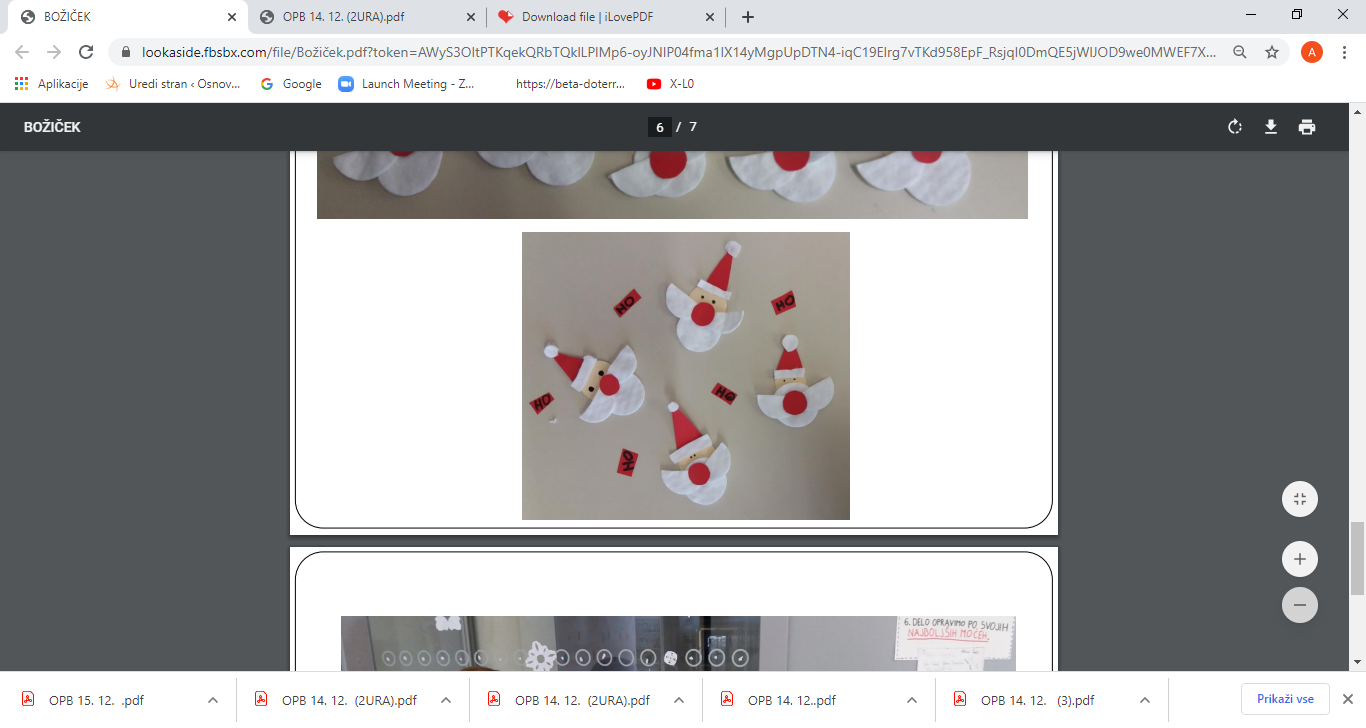 BOŽIČEK
OPB 14. 12. (2URA).pdf
Download file | iLovePDF
lookaside.fbsbx.com/file/Božiček.pdf?token=
Aplikacije
Uredi stran ‹ Osnov...
Google
Launch Meeting - Z...
https://beta-doterr...
X-L0
BOŽIČEK
6 / 7
HO
HO
HO
HO
HO
6. DELO OPRAVIMO PO SVOJIH
NAJBOLJŠIH MOČEH.
OPB 15. 12. .pdf
OPB 14. 12. (2URA).pdf
OPB 14. 12. (2URA).pdf
OPB 14. 12..pdf
OPB 14. 12. (3).pdf
Prikaži vse